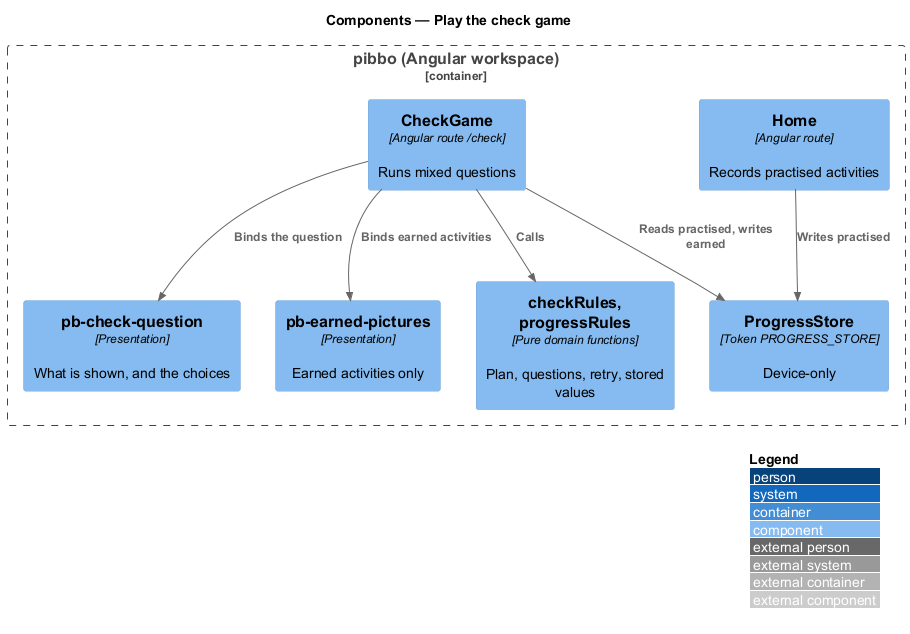 Components — Play the check game
pibbo (Angular workspace)
[container]
CheckGame
[Angular route /check]
Runs mixed questions
Home
[Angular route]
Records practised activities
Binds the question
Binds earned activities
Calls
Reads practised, writes
earned
Writes practised
pb-check-question
[Presentation]
What is shown, and the choices
pb-earned-pictures
[Presentation]
Earned activities only
checkRules,
progressRules
[Pure domain functions]
Plan, questions, retry, stored
values
ProgressStore
[Token PROGRESS_STORE]
Device-only
Legend
person
system
container
component
external person
external system
external container
external component